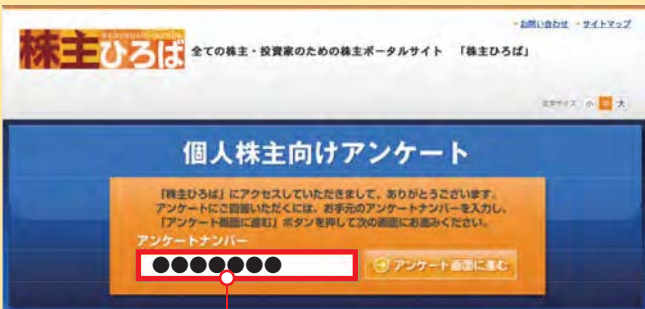 ・お問い合わせ ・サイトマップ
株主ひろば
全ての株主・投資家のための株主ポータルサイト 「株主ひろば」
文字サイズ 小 中 大
個人株主向けアンケート
「株主ひろば」にアクセスしていただきまして、ありがとうございます。
アンケートにご回答いただくには、お手元のアンケートナンバーを入力し、
「アンケート画面に進む」ボタンを押して次の画面にお進みください。
アンケートナンバー
●●●●●●●
アンケート画面に進む